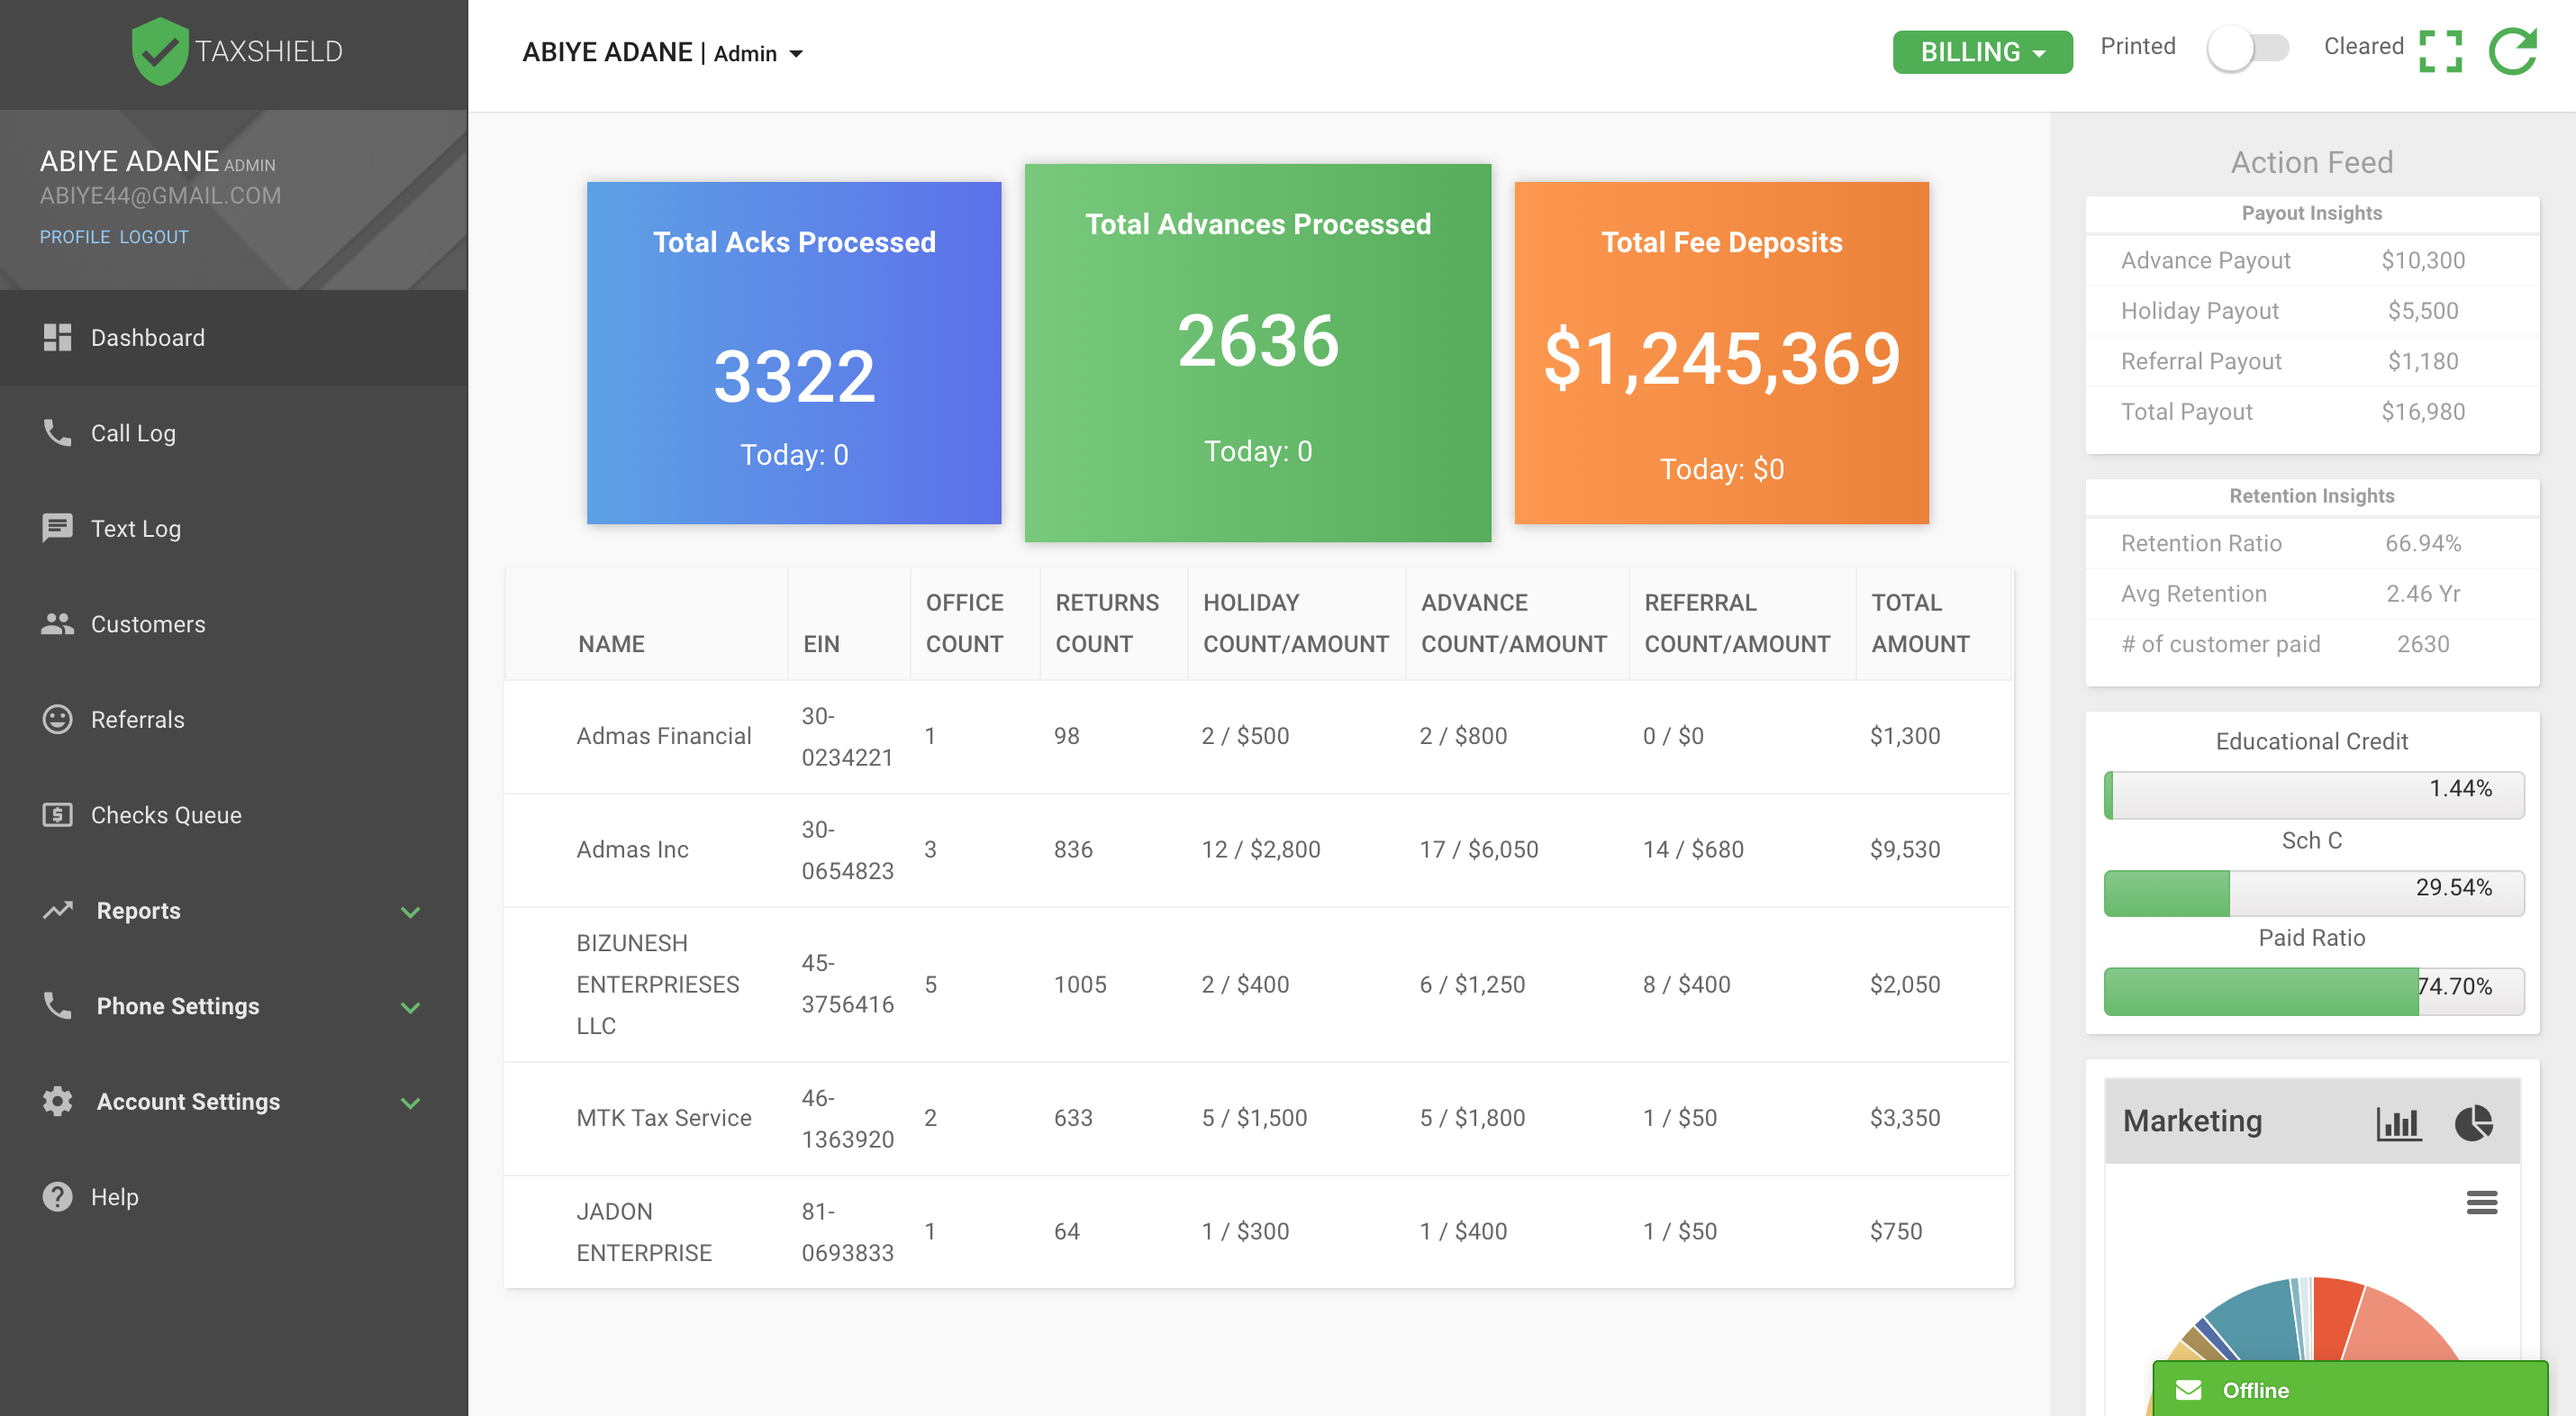 TAXSHIELD
ABIYE ADANE ADMIN
ABIYE44@GMAIL.COM
PROFILE LOGOUT
Dashboard
Call Log
Text Log
Customers
Referrals
Checks Queue
Reports
Phone Settings
Account Settings
Help
ABIYE ADANE | Admin
BILLING
Printed
Cleared
Total Acks Processed
3322
Today: 0
Total Advances Processed
2636
Today: 0
Total Fee Deposits
$1,245,369
Today: $0
NAME EIN OFFICE COUNT RETURNS COUNT HOLIDAY COUNT/AMOUNT ADVANCE COUNT/AMOUNT REFERRAL COUNT/AMOUNT TOTAL AMOUNT
Admas Financial 30-0234221 1 98 2 / $500 2 / $800 0 / $0 $1,300
Admas Inc 30-0654823 3 836 12 / $2,800 17 / $6,050 14 / $680 $9,530
BIZUNESH ENTERPRIESES LLC 45-3756416 5 1005 2 / $400 6 / $1,250 8 / $400 $2,050
MTK Tax Service 46-1363920 2 633 5 / $1,500 5 / $1,800 1 / $50 $3,350
JADON ENTERPRISE 81-0693833 1 64 1 / $300 1 / $400 1 / $50 $750
Action Feed
Payout Insights
Advance Payout $10,300
Holiday Payout $5,500
Referral Payout $1,180
Total Payout $16,980
Retention Insights
Retention Ratio 66.94%
Avg Retention 2.46 Yr
# of customer paid 2630
Educational Credit
1.44%
Sch C
29.54%
Paid Ratio
74.70%
Marketing
Offline